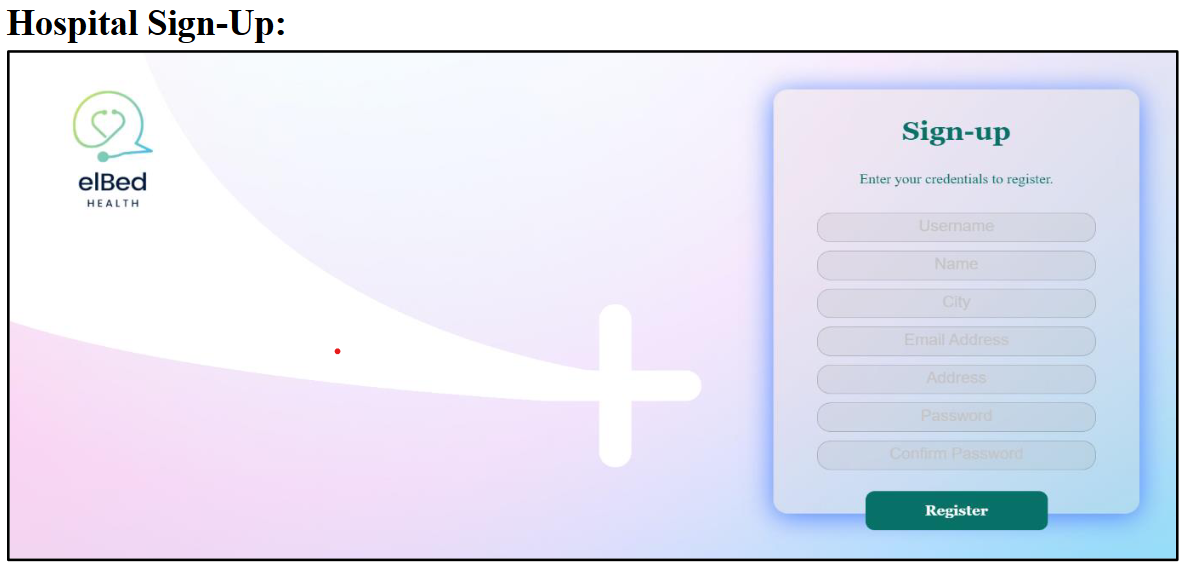 Hospital Sign-Up:
elBed
HEALTH
Sign-up
Enter your credentials to register.
Username
Name
City
Email Address
Address
Password
Confirm Password
Register